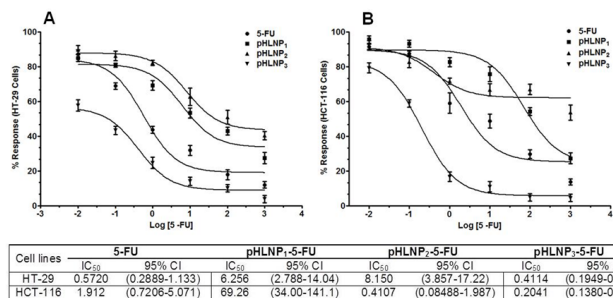 A
5-FU
pHLNP1
pHLNP2
pHLNP3
% Response (HT-29 Cells)
100
80
60
40
20
0
-2 -1 0 1 2 3 4
Log [5 -FU]
B
5-FU
pHLNP1
pHLNP2
pHLNP3
% Response (HCT-116 Cells)
100
80
60
40
20
0
-2 -1 0 1 2 3 4
Log [5 -FU]
Cell lines 5-FU pHLNP1-5-FU pHLNP2-5-FU pHLNP3-5-FU
IC50 95% CI IC50 95% CI IC50 95% CI IC50 95%
HT-29 0.5720 (0.2889-1.133) 6.256 (2.788-14.04) 8.150 (3.857-17.22) 0.4114 (0.1949-0
HCT-116 1.912 (0.7206-5.071) 69.26 (34.00-141.1) 0.4107 (0.08488-1.987) 0.2041 (0.1380-0